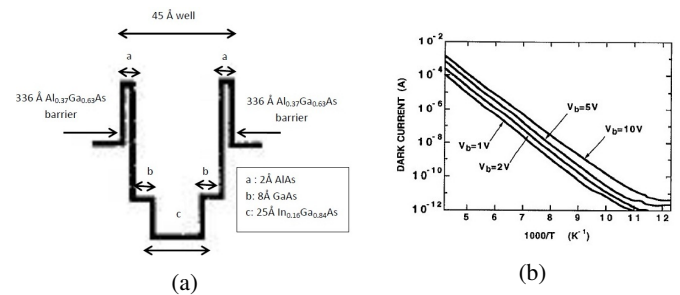 45 Å well
a
a
336 Å Al0.37Ga0.63As
barrier
336 Å Al0.37Ga0.63As
barrier
b
b
c
a : 2Å AlAs
b: 8Å GaAs
c: 25Å In0.16Ga0.84As
(a)
DARK CURRENT (A)
10-2
10-4
10-6
10-8
10-10
10-12
Vb=5V
Vb=10V
Vb=1V
Vb=2V
5 6 7 8 9 10 11 12
1000/T (K-1)
(b)